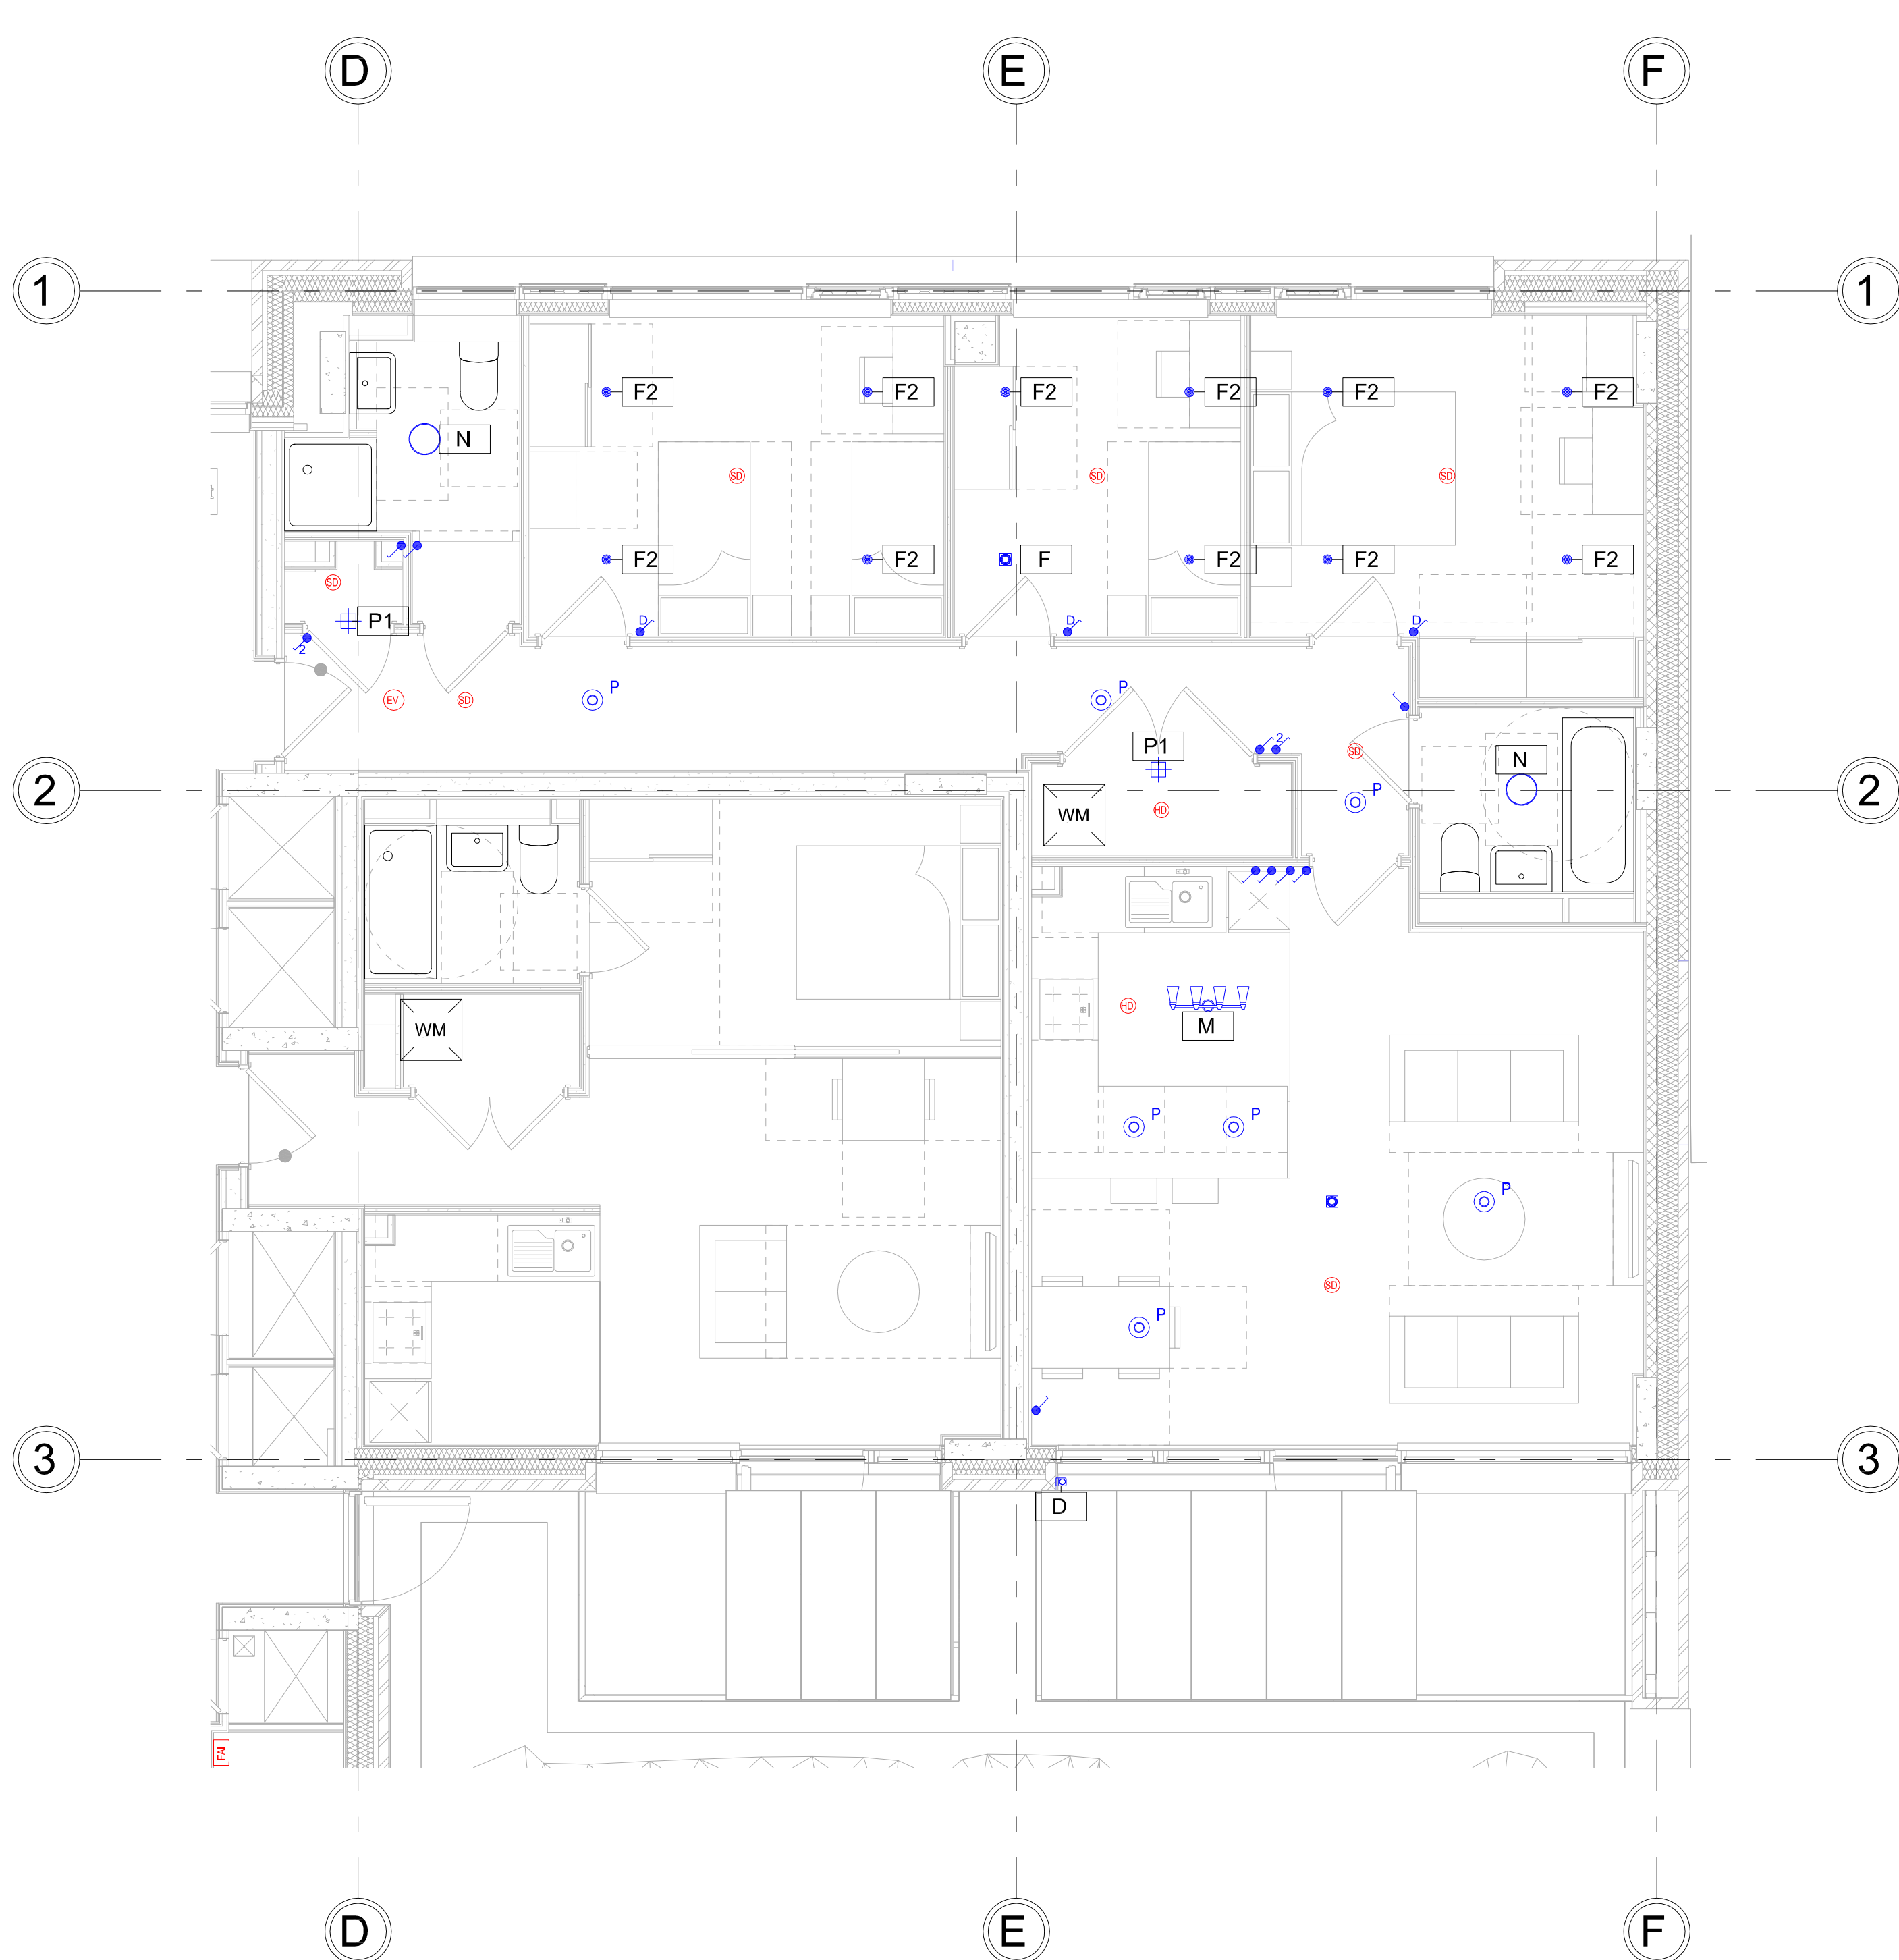 D E F
1 1
F2 F2 F2 F2 F2 F2
N
SD SD SD
F2 F2 F F2 F2 F2
SD
P1
D D D
2
EV SD P P
P1 2 SD N
2 2
P
WM HD
WM HD
M
P P
P
SD
P
3 3
D
FAI
D E F